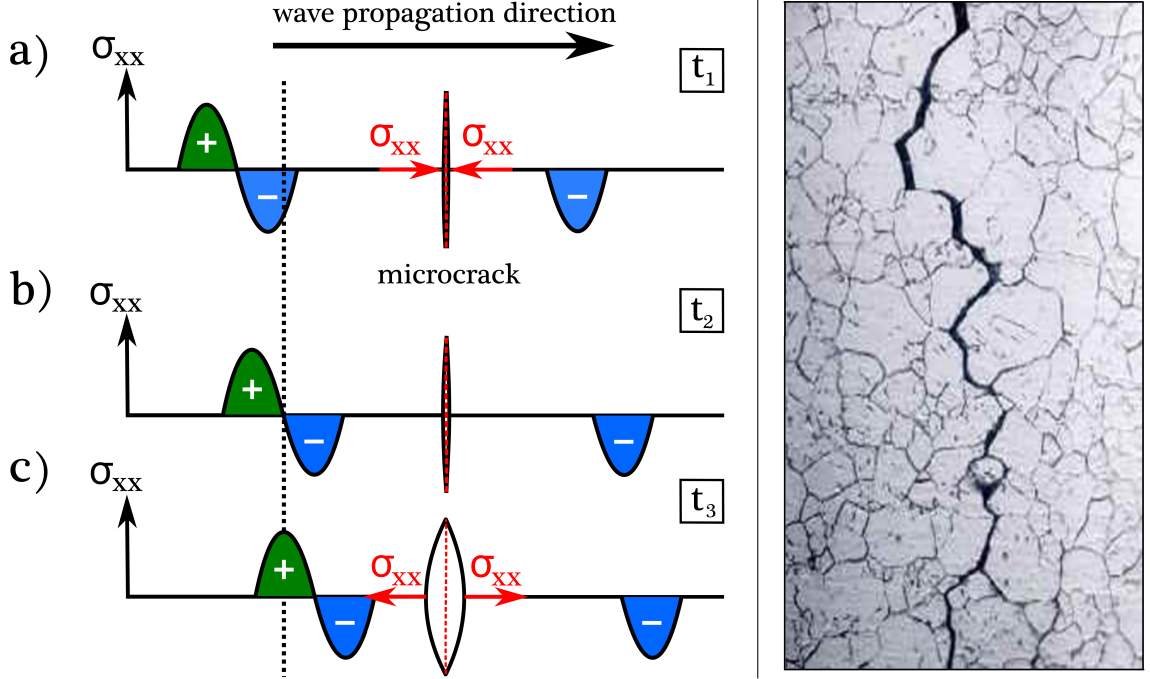 wave propagation direction
a)
σxx
t1
+
−
σxx
σxx
−
microcrack
b)
σxx
t2
+
−
−
c)
σxx
t3
+
−
σxx
σxx
−